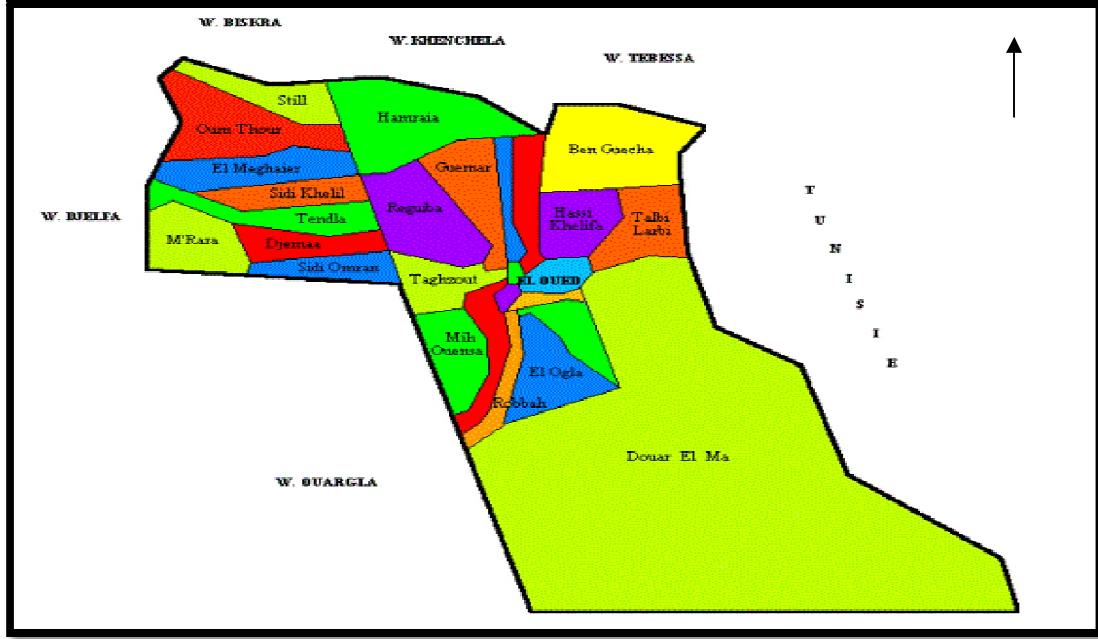 W. BISKRA
W. KHENCHELA
W. TEBESSA
Still
Hamraia
Oum Thour
Ben Guecha
El Meghaier
Guemar
Sidi Khelil
Reguiba
Hassi
Khelifa
Talbi
Larbi
W. DJELFA
Tendla
M'Rara
Djemaa
Sidi Omran
Taghzout
EL OUED
Mih
Ouensa
El Ogla
Robbah
Douar El Ma
W. OUARGLA
T
U
N
I
S
I
E